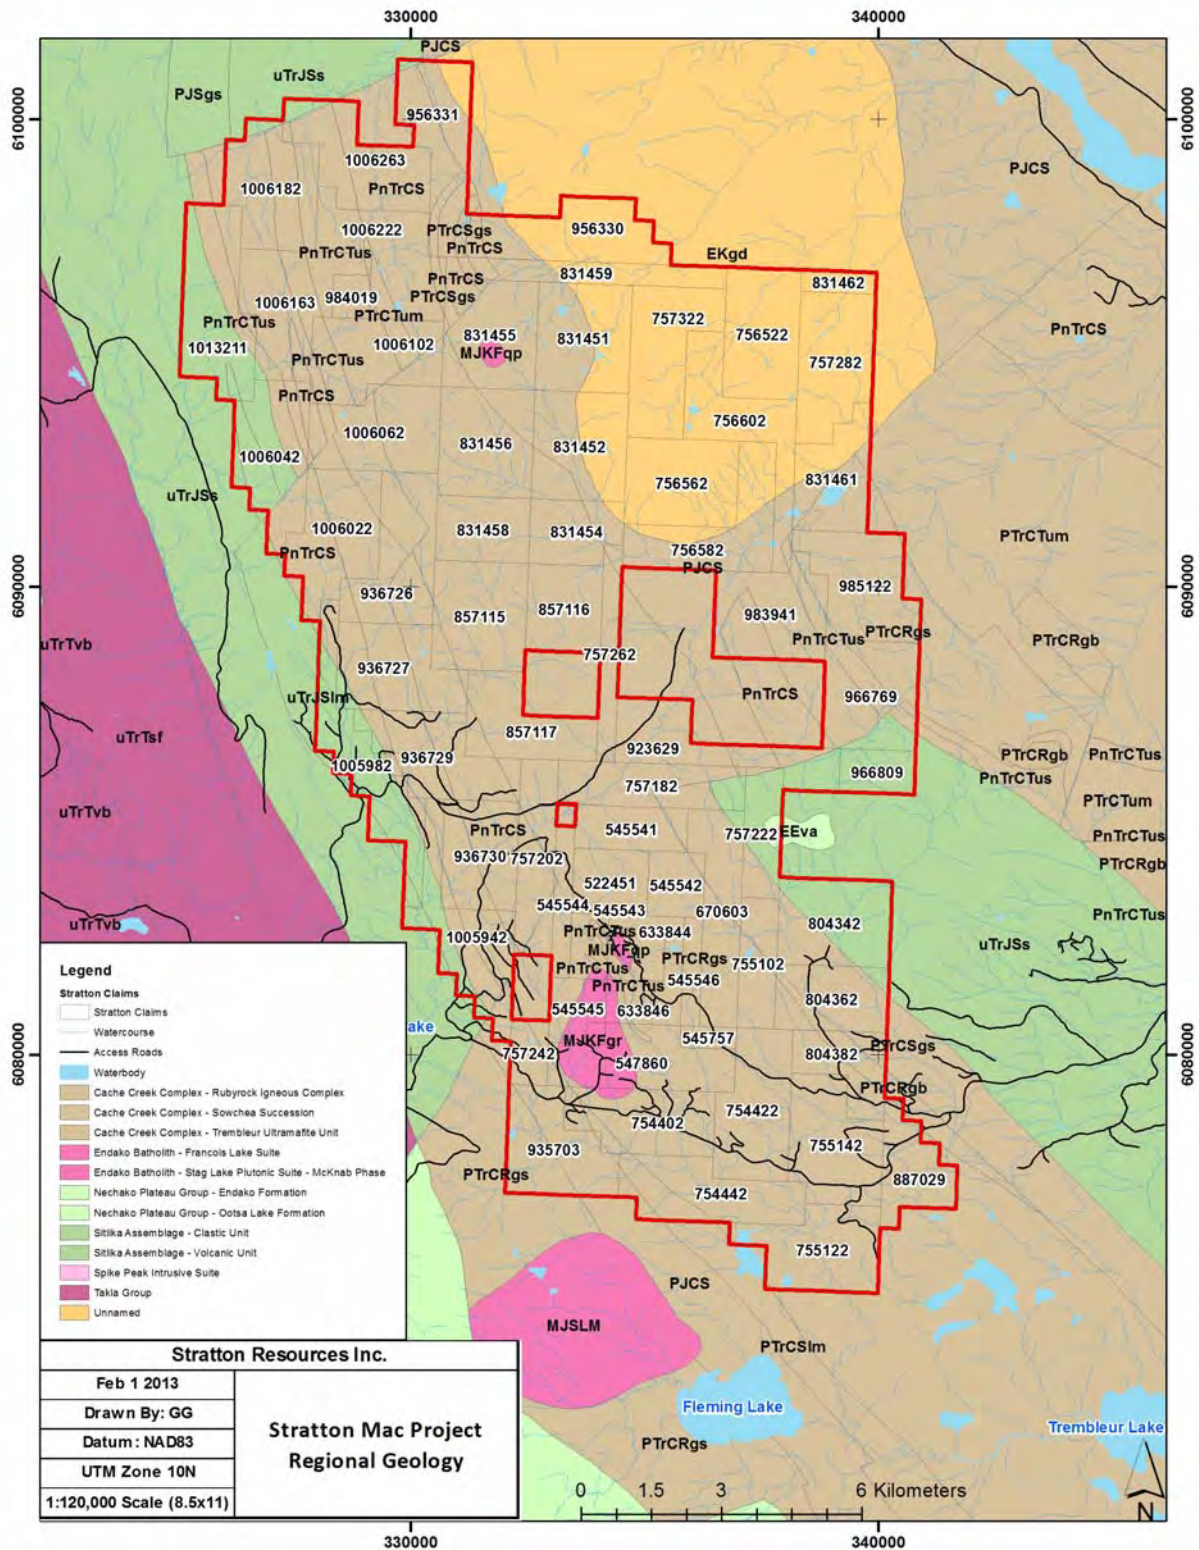 330000
340000
PJCS
uTrJSs
PJSgs
956331
6100000
6100000
1006263
PJCS
1006182
PnTrCS
1006222
PTrCSgs
956330
PnTrCS
PnTrCTus
EKgd
PnTrCS
831459
831462
PTrCSgs
1006163
984019
PnTrCTus
PTrCTum
757322
PnTrCS
1013211
1006102
831455
831451
756522
MJKFqp
PnTrCTus
757282
PnTrCS
1006062
831456
831452
756602
1006042
756562
831461
uTrJSs
1006022
831458
831454
PTrCTum
PnTrCS
756582
PJCS
6090000
6090000
936726
985122
857115
857116
983941
PnTrCTus
PTrCRgs
PTrCRgb
uTrTvb
757262
936727
uTrJSlm
PnTrCS
966769
857117
uTrTsf
923629
936729
1005982
PTrCRgb
PnTrCTus
966809
PnTrCTus
757182
PTrCTum
uTrTvb
PnTrCS
545541
757222
EEva
PnTrCTus
936730
757202
PTrCRgb
522451
545542
545544
545543
670603
PnTrCTus
uTrTvb
PnTrCTus
633844
804342
1005942
MJKFqp
uTrJSs
PTrCRgs
PnTrCTus
755102
545546
PnTrCTus
804362
545545
633846
ake
MJKFgr
545757
PTrCSgs
6080000
6080000
757242
547860
804382
PTrCRgb
754422
754402
935703
755142
PTrCRgs
887029
754442
755122
PJCS
MJSLM
PTrCSlm
Fleming Lake
Trembleur Lake
PTrCRgs
Legend
Stratton Claims
Stratton Claims
Watercourse
Access Roads
Waterbody
Cache Creek Complex - Rubyrock Igneous Complex
Cache Creek Complex - Sowchea Succession
Cache Creek Complex - Trembleur Ultramafite Unit
Endako Batholith - Francois Lake Suite
Endako Batholith - Stag Lake Plutonic Suite - McKnab Phase
Nechako Plateau Group - Endako Formation
Nechako Plateau Group - Ootsa Lake Formation
Sitlika Assemblage - Clastic Unit
Sitlika Assemblage - Volcanic Unit
Spike Peak Intrusive Suite
Takla Group
Unnamed
Stratton Resources Inc.
Feb 1 2013
Drawn By: GG
Datum: NAD83
UTM Zone 10N
1:120,000 Scale (8.5x11)
Stratton Mac Project
Regional Geology
0 1.5 3 6 Kilometers
N
330000
340000